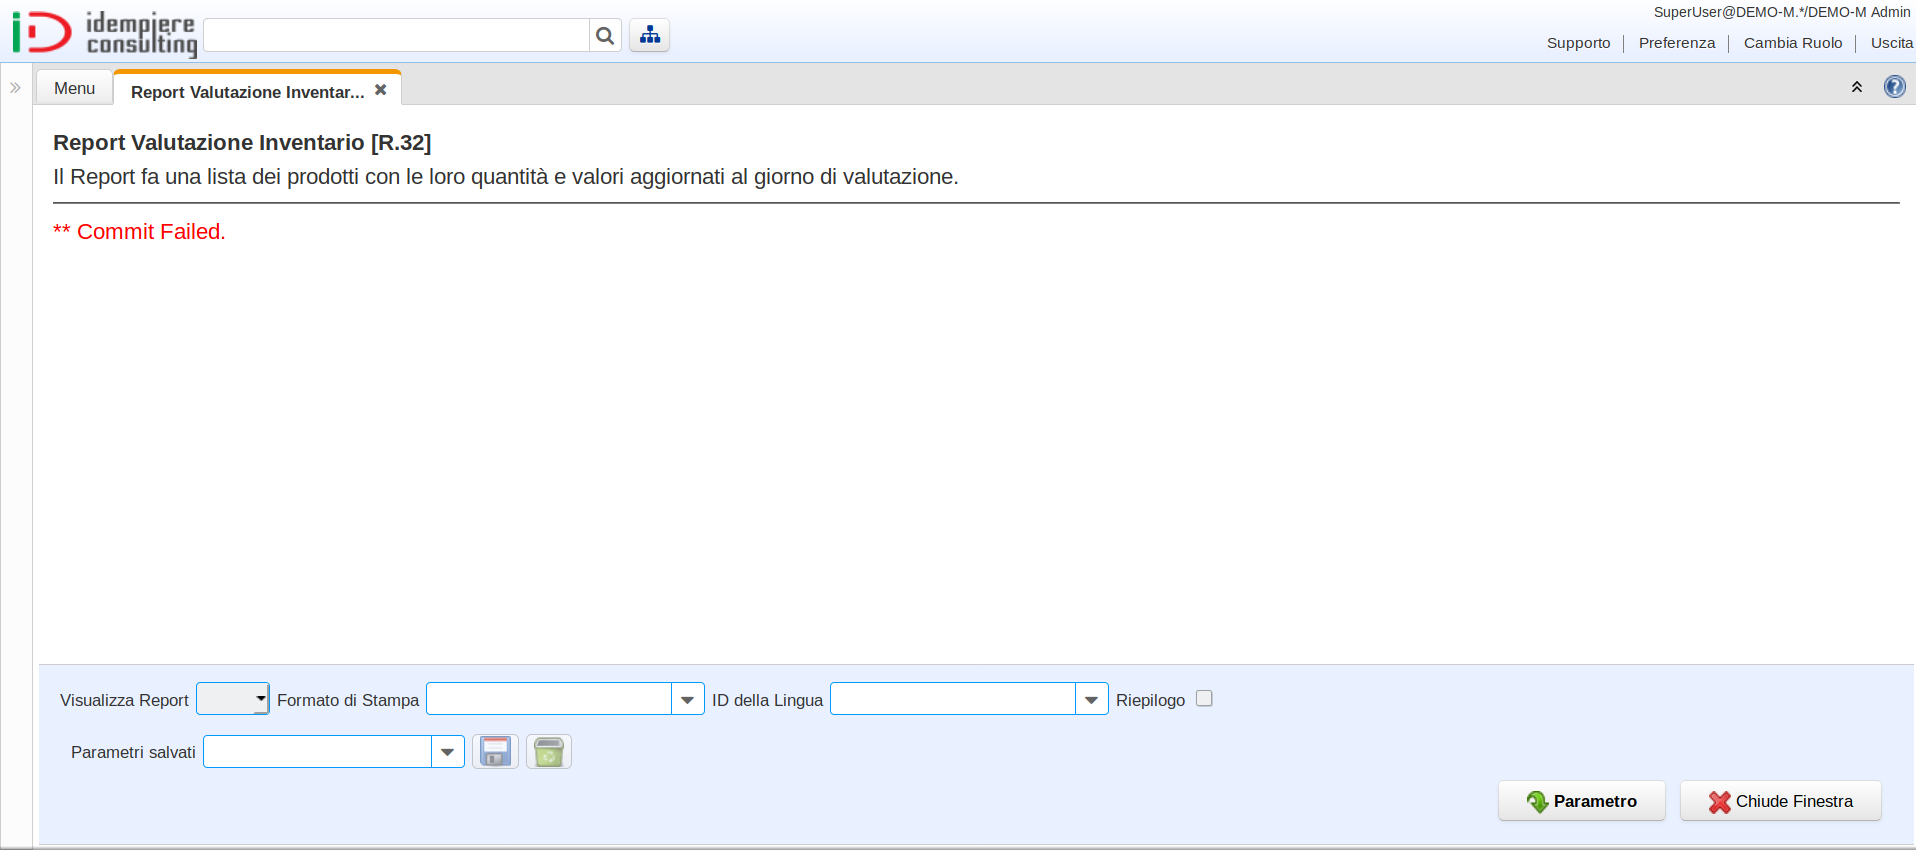 idempiere
consulting
SuperUser@DEMO-M.*/DEMO-M Admin
Supporto Preferenza Cambia Ruolo Uscita
Menu
Report Valutazione Inventar...
Report Valutazione Inventario [R.32]
Il Report fa una lista dei prodotti con le loro quantità e valori aggiornati al giorno di valutazione.
** Commit Failed.
Visualizza Report Formato di Stampa ID della Lingua Riepilogo
Parametri salvati
Parametro Chiude Finestra